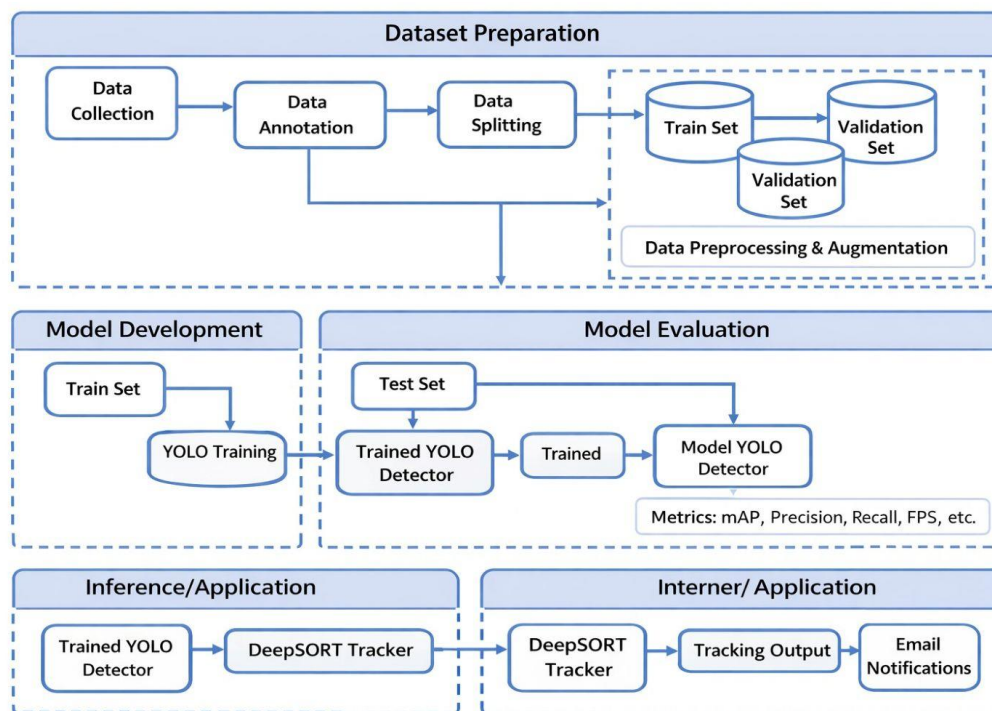 Dataset Preparation
Data
Collection
Data
Annotation
Data
Splitting
Train Set
Validation
Set
Validation
Set
Data Preprocessing & Augmentation
Model Development
Train Set
YOLO Training
Model Evaluation
Test Set
Trained YOLO
Detector
Trained
Model YOLO
Detector
Metrics: mAP, Precision, Recall, FPS, etc.
Inference/Application
Trained YOLO
Detector
DeepSORT Tracker
Interner/ Application
DeepSORT
Tracker
Tracking Output
Email
Notifications